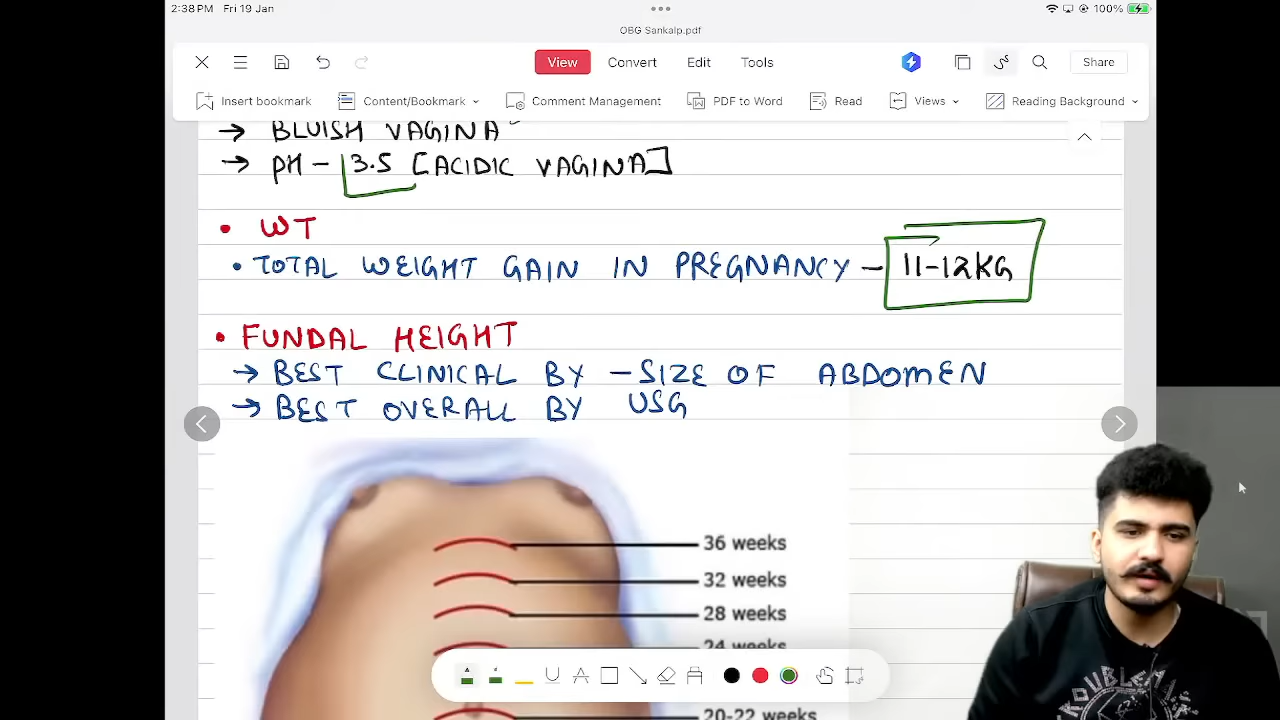 2:38 PM Fri 19 Jan
100%
OBG Sankalp.pdf
View Convert Edit Tools Share
Insert bookmark Content/Bookmark Comment Management PDF to Word Read Views Reading Background
→ BLUISH VAGINA
→ pH - 3.5 [ACIDIC VAGINA]
• WT
• TOTAL WEIGHT GAIN IN PREGNANCY - 11-12KG
• FUNDAL HEIGHT
→ BEST CLINICAL BY - SIZE OF ABDOMEN
→ BEST OVERALL BY USG
36 weeks
32 weeks
28 weeks
24 weeks
20-22 weeks